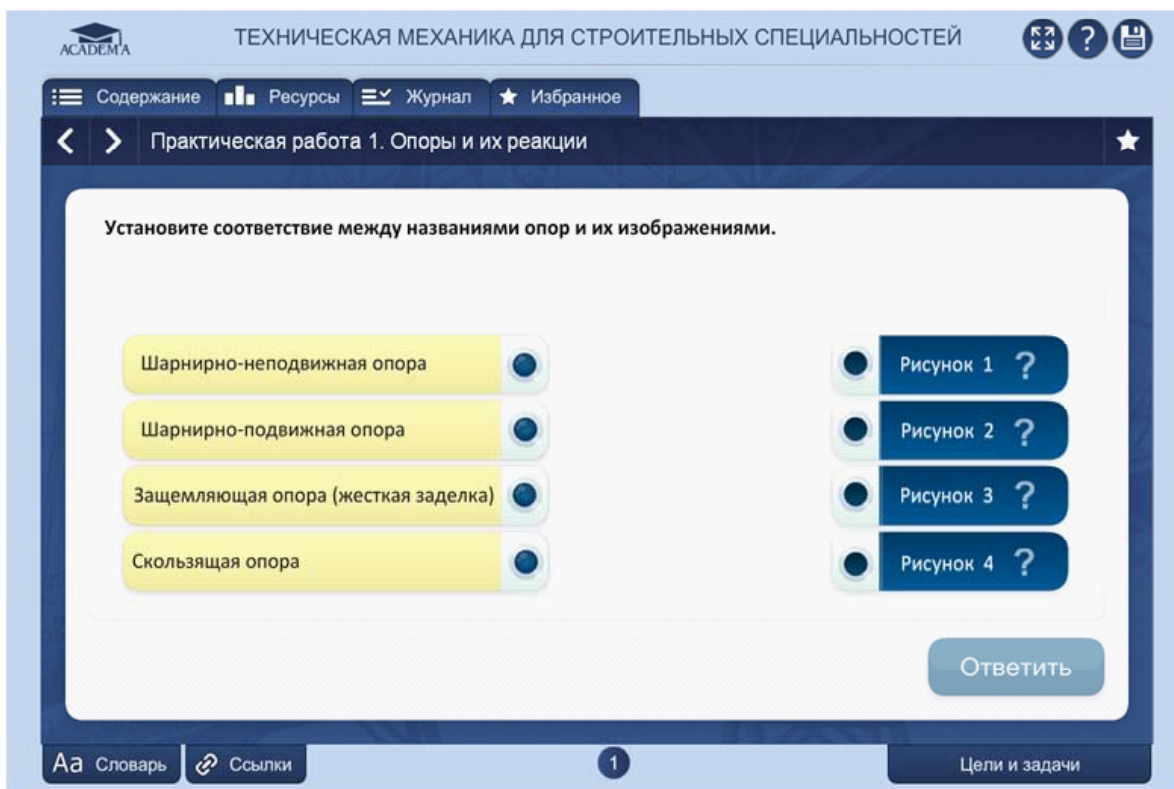 ACADEM'A
ТЕХНИЧЕСКАЯ МЕХАНИКА ДЛЯ СТРОИТЕЛЬНЫХ СПЕЦИАЛЬНОСТЕЙ
?
Содержание Ресурсы Журнал Избранное
Практическая работа 1. Опоры и их реакции
Установите соответствие между названиями опор и их изображениями.
Шарнирно-неподвижная опора
Рисунок 1 ?
Шарнирно-подвижная опора
Рисунок 2 ?
Защемляющая опора (жесткая заделка)
Рисунок 3 ?
Скользящая опора
Рисунок 4 ?
Ответить
Аа Словарь Ссылки 1 Цели и задачи